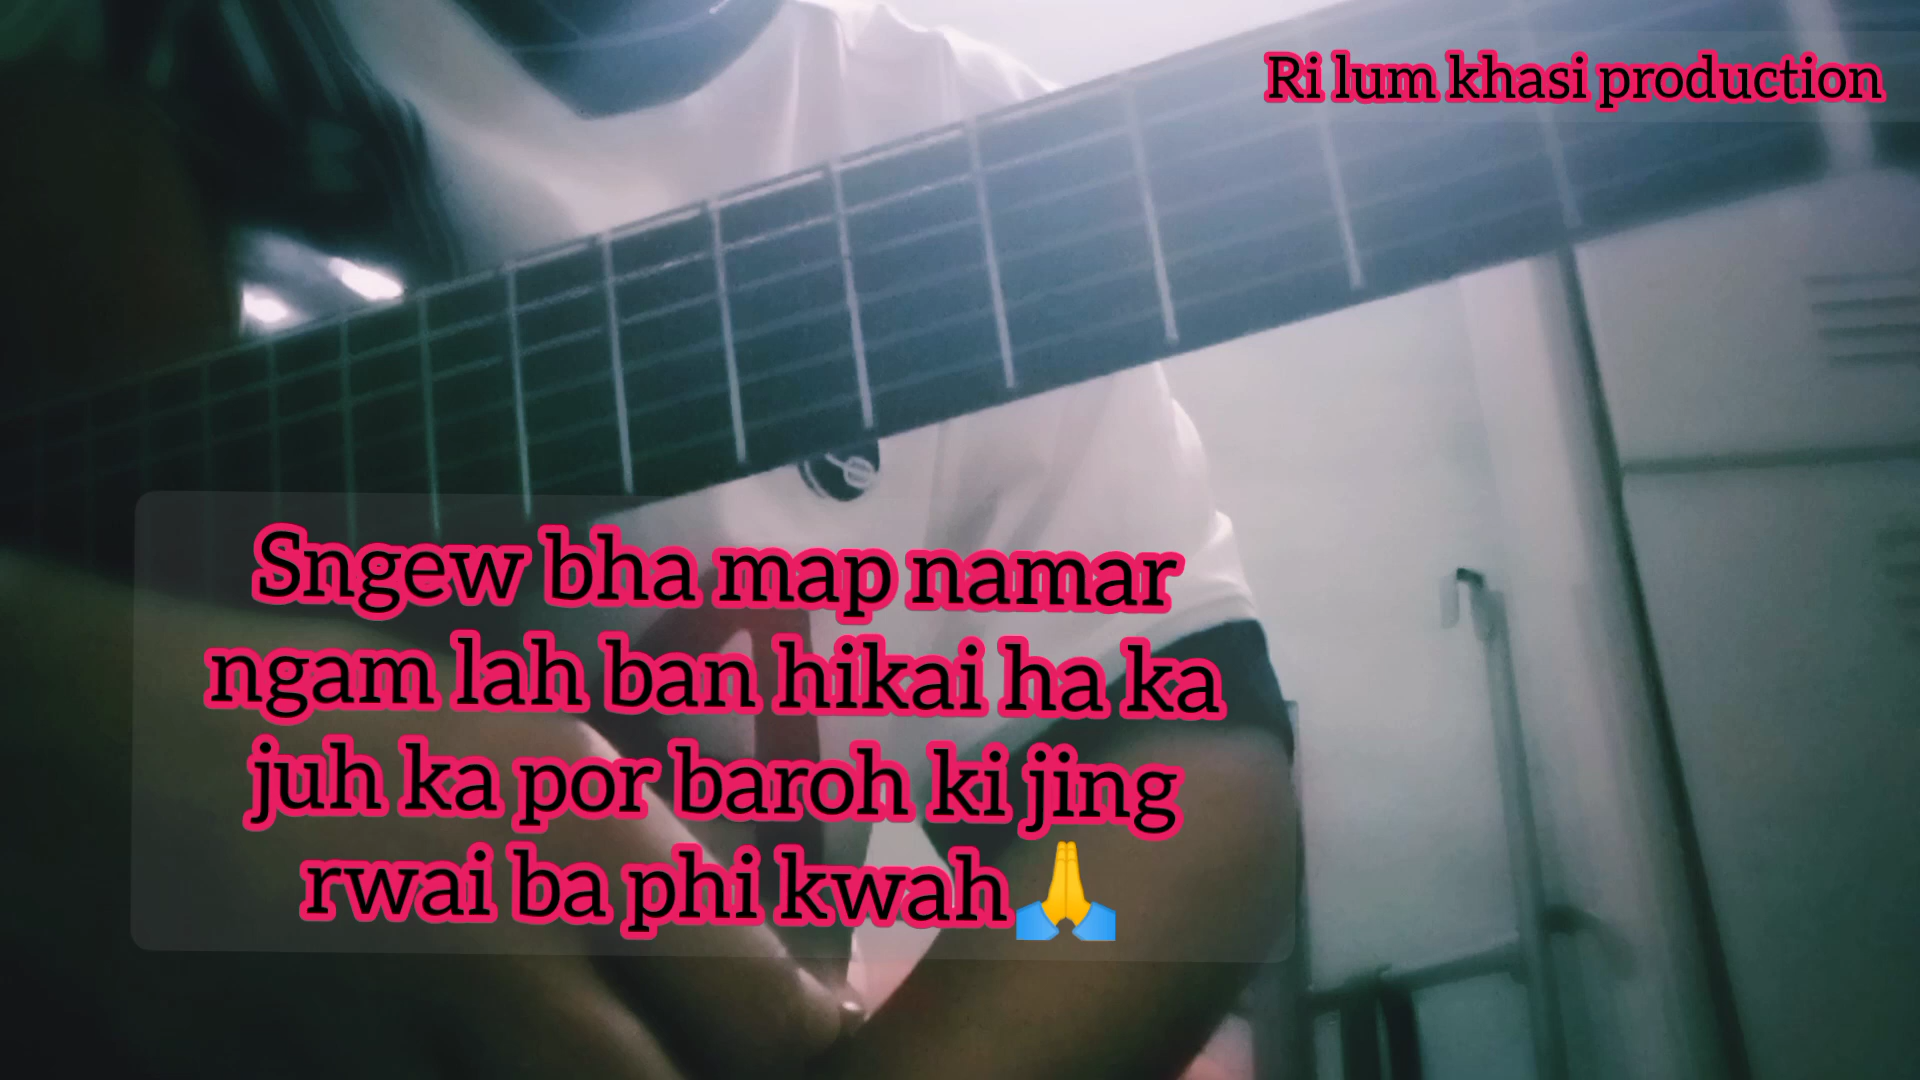 Ri lum khasi production
Sngew bha map namar
ngam lah ban hikai ha ka
juh ka por baroh ki jing
rwai ba phi kwah🙏